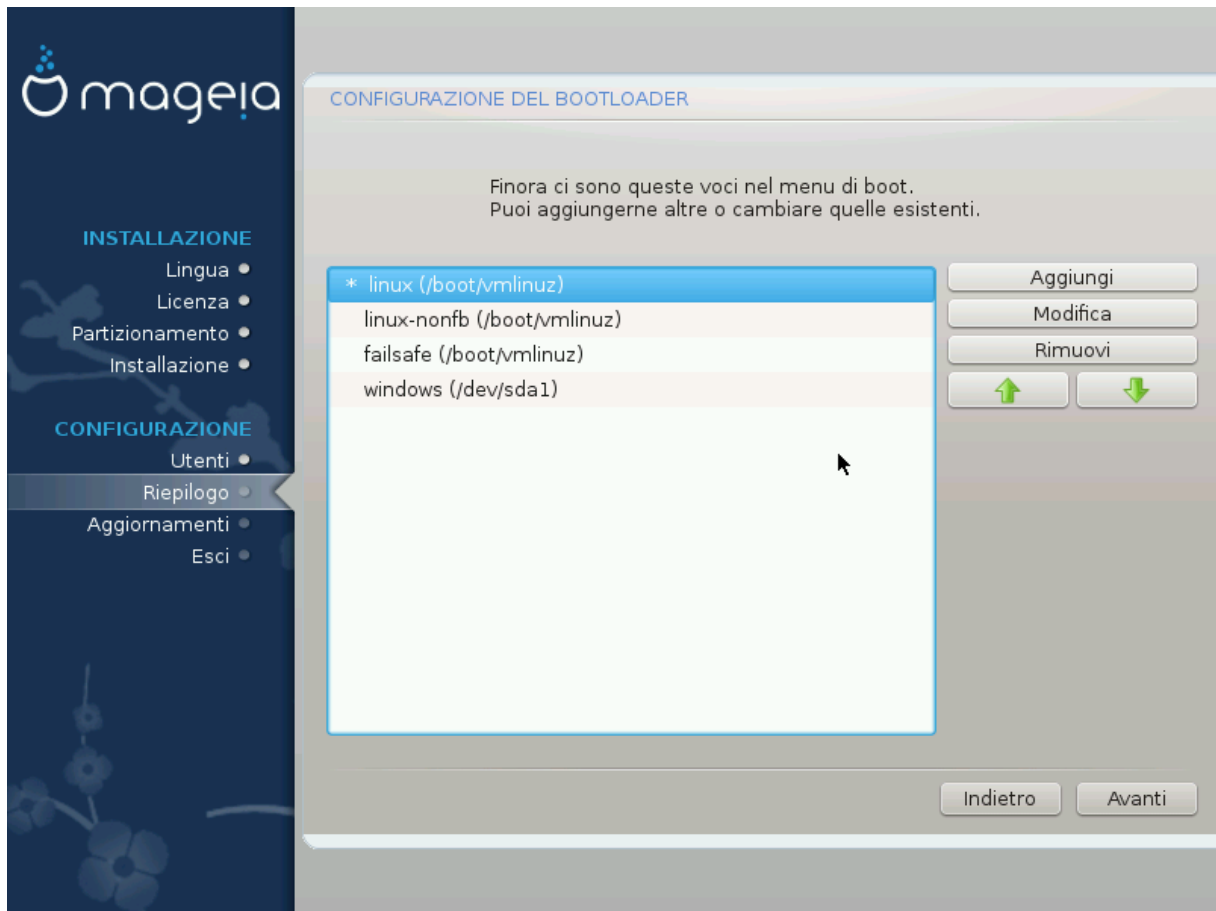 mageia
INSTALLAZIONE
Lingua
Licenza
Partizionamento
Installazione
CONFIGURAZIONE
Utenti
Riepilogo
Aggiornamenti
Esci
CONFIGURAZIONE DEL BOOTLOADER
Finora ci sono queste voci nel menu di boot.
Puoi aggiungerne altre o cambiare quelle esistenti.
* linux (/boot/vmlinuz)
linux-nonfb (/boot/vmlinuz)
failsafe (/boot/vmlinuz)
windows (/dev/sda1)
Aggiungi
Modifica
Rimuovi
Indietro
Avanti